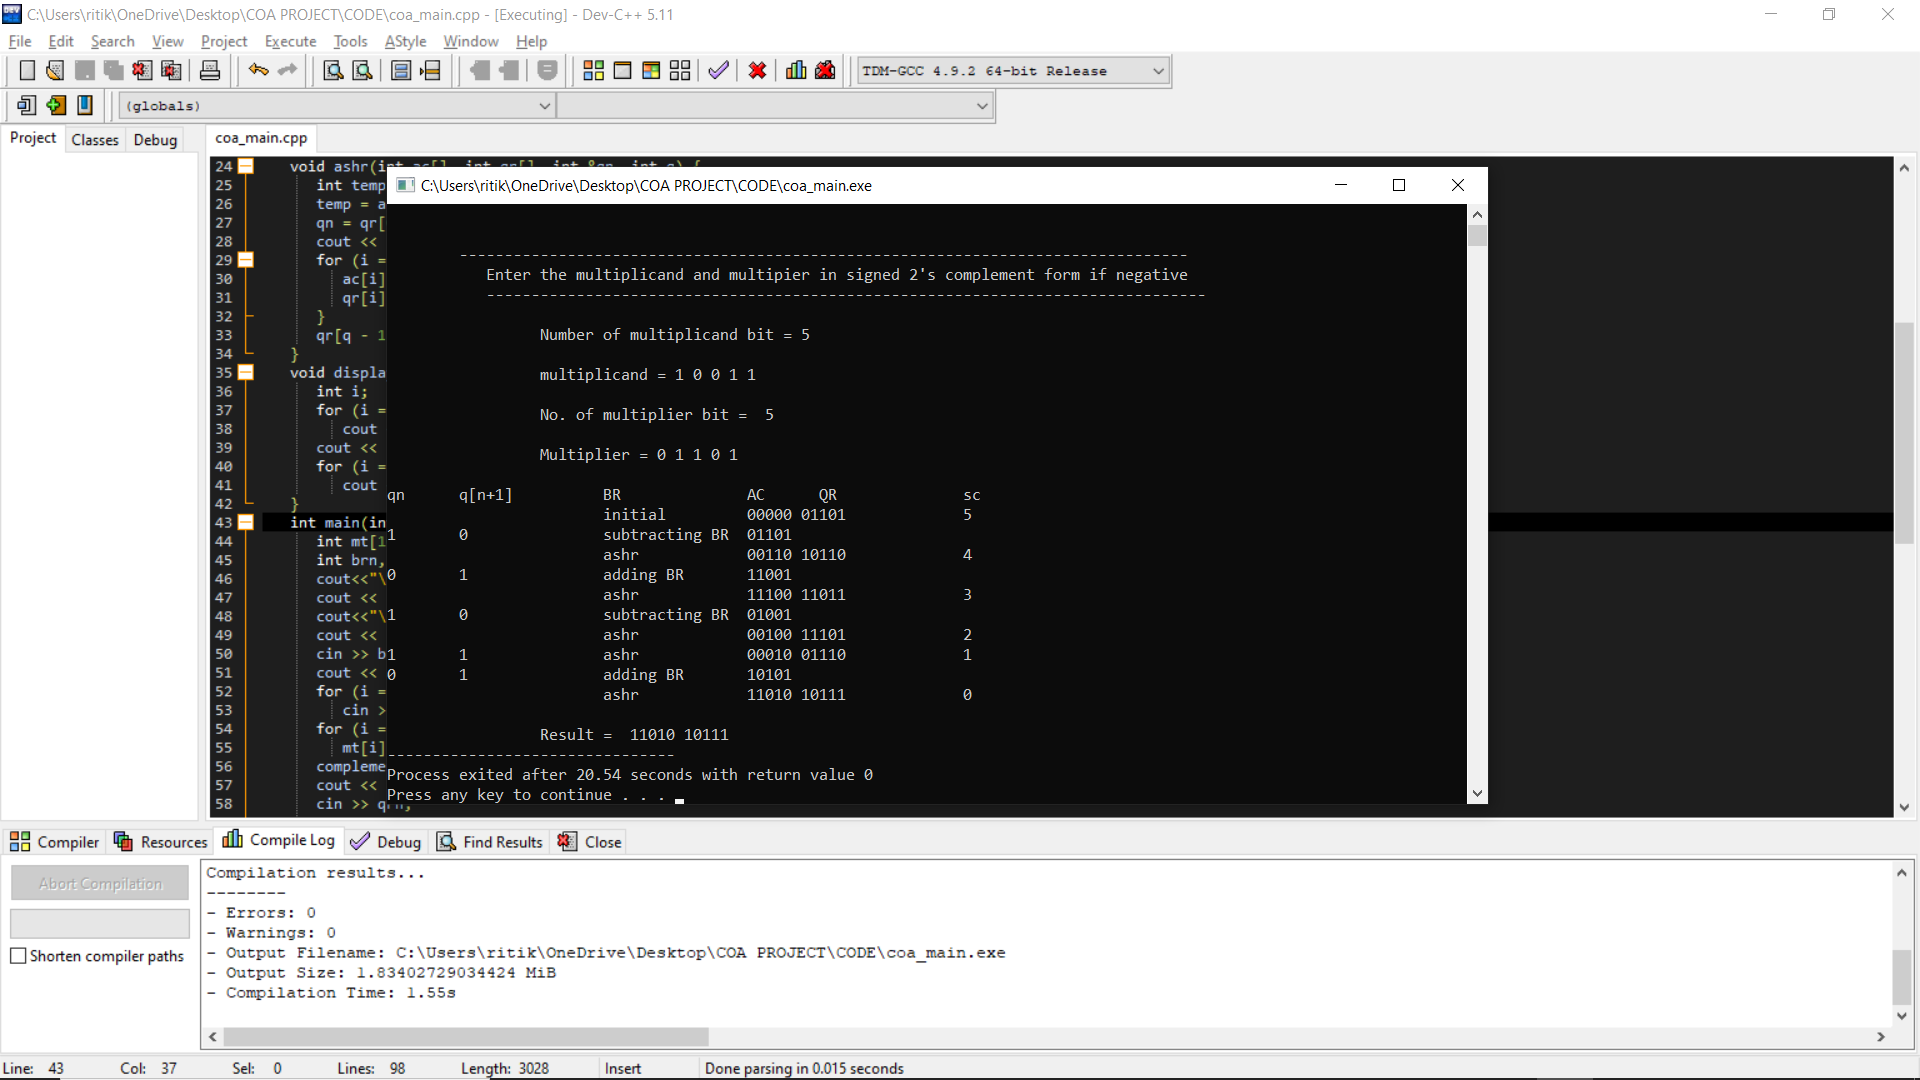 C:\Users\ritik\OneDrive\Desktop\COA PROJECT\CODE\coa_main.cpp - [Executing] - Dev-C++ 5.11
File Edit Search View Project Execute Tools AStyle Window Help
TDM-GCC 4.9.2 64-bit Release
(globals)
Project Classes Debug
coa_main.cpp
24 void ashr(int ac[], int qr[], int &qn, int q) {
25 int temp
26 temp = a
27 qn = qr[
28 cout <<
29 for (i =
30 ac[i]
31 qr[i]
32 }
33 qr[q - 1
34 }
35 void displa
36 int i;
37 for (i =
38 cout
39 cout <<
40 for (i =
41 cout
42 }
43 int main(in
44 int mt[1
45 int brn,
46 cout<<"\
47 cout <<
48 cout<<"\
49 cout <<
50 cin >> b
51 cout <<
52 for (i =
53 cin >
54 for (i =
55 mt[i]
56 compleme
57 cout <<
58 cin >> qrn;
C:\Users\ritik\OneDrive\Desktop\COA PROJECT\CODE\coa_main.exe
---------------------------------------------------------------------------------
Enter the multiplicand and multipier in signed 2's complement form if negative
--------------------------------------------------------------------------------
Number of multiplicand bit = 5
multiplicand = 1 0 0 1 1
No. of multiplier bit =  5
Multiplier = 0 1 1 0 1
qn q[n+1] BR AC QR sc
initial 00000 01101 5
1 0 subtracting BR 01101
ashr 00110 10110 4
0 1 adding BR 11001
ashr 11100 11011 3
1 0 subtracting BR 01001
ashr 00100 11101 2
1 1 ashr 00010 01110 1
0 1 adding BR 10101
ashr 11010 10111 0
Result =  11010 10111
--------------------------------
Process exited after 20.54 seconds with return value 0
Press any key to continue . . .
Compiler Resources Compile Log Debug Find Results Close
Abort Compilation
Shorten compiler paths
Compilation results...
--------
- Errors: 0
- Warnings: 0
- Output Filename: C:\Users\ritik\OneDrive\Desktop\COA PROJECT\CODE\coa_main.exe
- Output Size: 1.83402729034424 MiB
- Compilation Time: 1.55s
Line: 43 Col: 37 Sel: 0 Lines: 98 Length: 3028 Insert Done parsing in 0.015 seconds